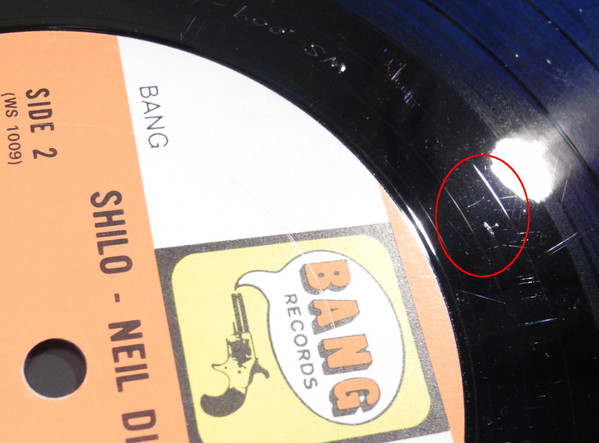 SIDE 2
(WS 1009)
SHILO - NEIL DI
BANG
BANG
RECORDS